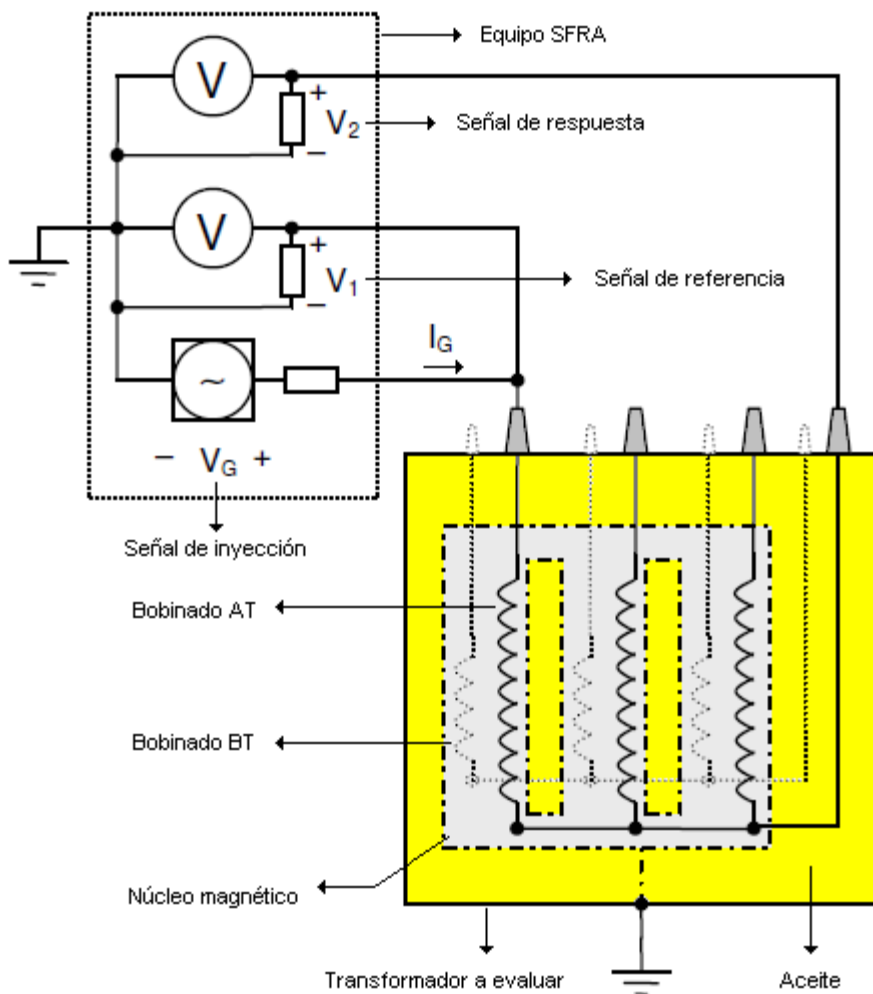 Equipo SFRA
V
+
V2
−
Señal de respuesta
V
+
V1
−
Señal de referencia
IG
~
− VG +
Señal de inyección
Bobinado AT
Bobinado BT
Núcleo magnético
Transformador a evaluar
Aceite